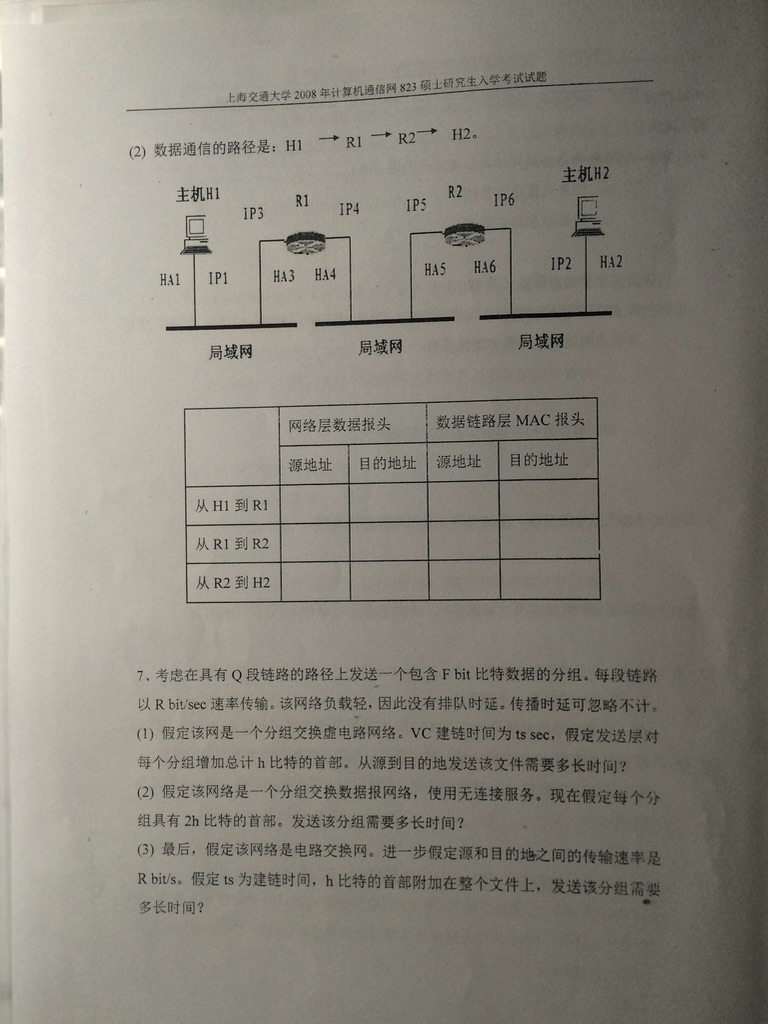 上海交通大学 2008 年计算机通信网 823 硕士研究生入学考试试题
(2) 数据通信的路径是：H1 → R1 → R2 → H2。
主机H1 主机H2
IP3 R1 IP4 IP5 R2 IP6
HA1 IP1 HA3 HA4 HA5 HA6 IP2 HA2
局域网 局域网 局域网
网络层数据报头 数据链路层 MAC 报头
源地址 目的地址 源地址 目的地址
从 H1 到 R1
从 R1 到 R2
从 R2 到 H2
7、考虑在具有 Q 段链路的路径上发送一个包含 F bit 比特数据的分组。每段链路
以 R bit/sec 速率传输。该网络负载轻，因此没有排队时延。传播时延可忽略不计。
(1) 假定该网是一个分组交换虚电路网络。VC 建链时间为 ts sec，假定发送层对
每个分组增加总计 h 比特的首部。从源到目的地发送该文件需要多长时间？
(2) 假定该网络是一个分组交换数据报网络，使用无连接服务。现在假定每个分
组具有 2h 比特的首部。发送该分组需要多长时间？
(3) 最后，假定该网络是电路交换网。进一步假定源和目的地之间的传输速率是
R bit/s。假定 ts 为建链时间，h 比特的首部附加在整个文件上，发送该分组需要
多长时间？